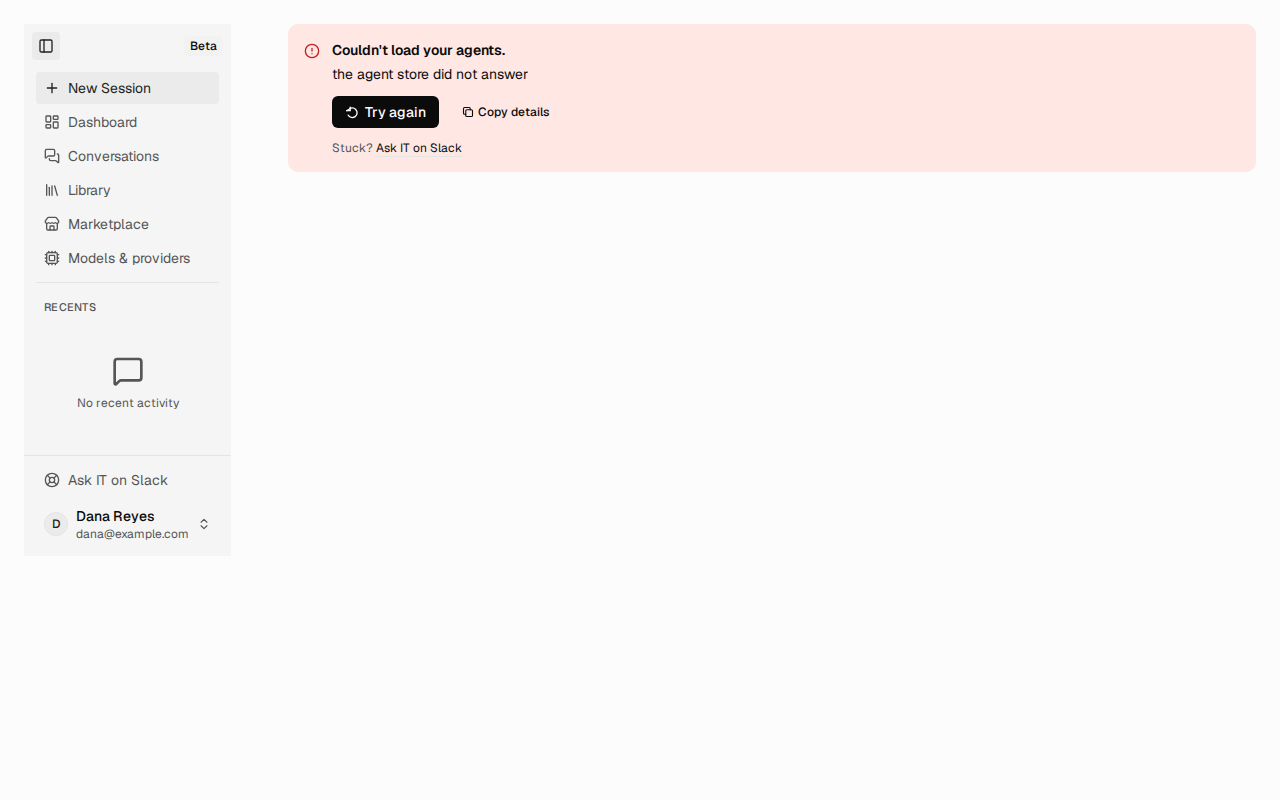 Beta
New Session
Dashboard
Conversations
Library
Marketplace
Models & providers
RECENTS
No recent activity
Ask IT on Slack
D
Dana Reyes
dana@example.com
Couldn't load your agents.
the agent store did not answer
Try again
Copy details
Stuck? Ask IT on Slack